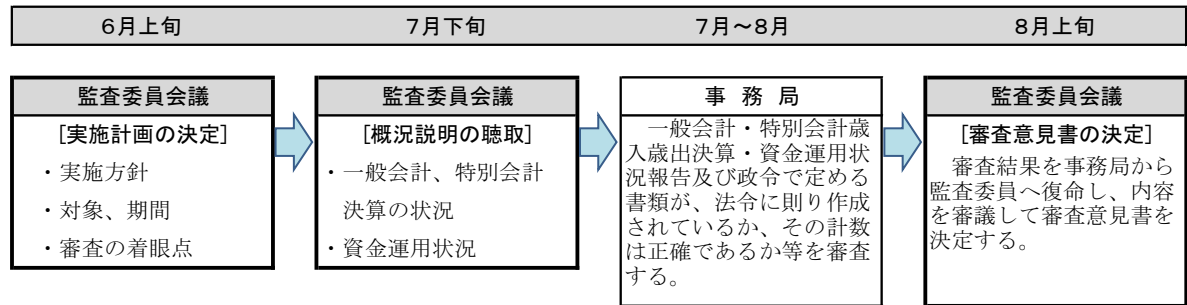 6月上旬
7月下旬
7月～8月
8月上旬
監査委員会議
[実施計画の決定]
・実施方針
・対象、期間
・審査の着眼点
監査委員会議
[概況説明の聴取]
・一般会計、特別会計
決算の状況
・資金運用状況
事 務 局
一般会計・特別会計歳
入歳出決算・資金運用状
況報告及び政令で定める
書類が、法令に則り作成
されているか、その計数
は正確であるか等を審査
する。
監査委員会議
[審査意見書の決定]
審査結果を事務局から
監査委員へ復命し、内容
を審議して審査意見書を
決定する。